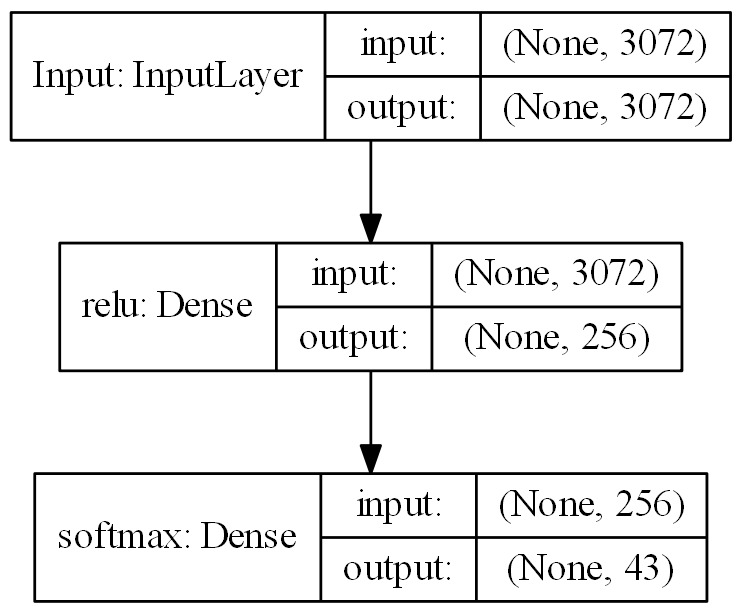 Input: InputLayer
input:
(None, 3072)
output:
(None, 3072)
relu: Dense
input:
(None, 3072)
output:
(None, 256)
softmax: Dense
input:
(None, 256)
output:
(None, 43)